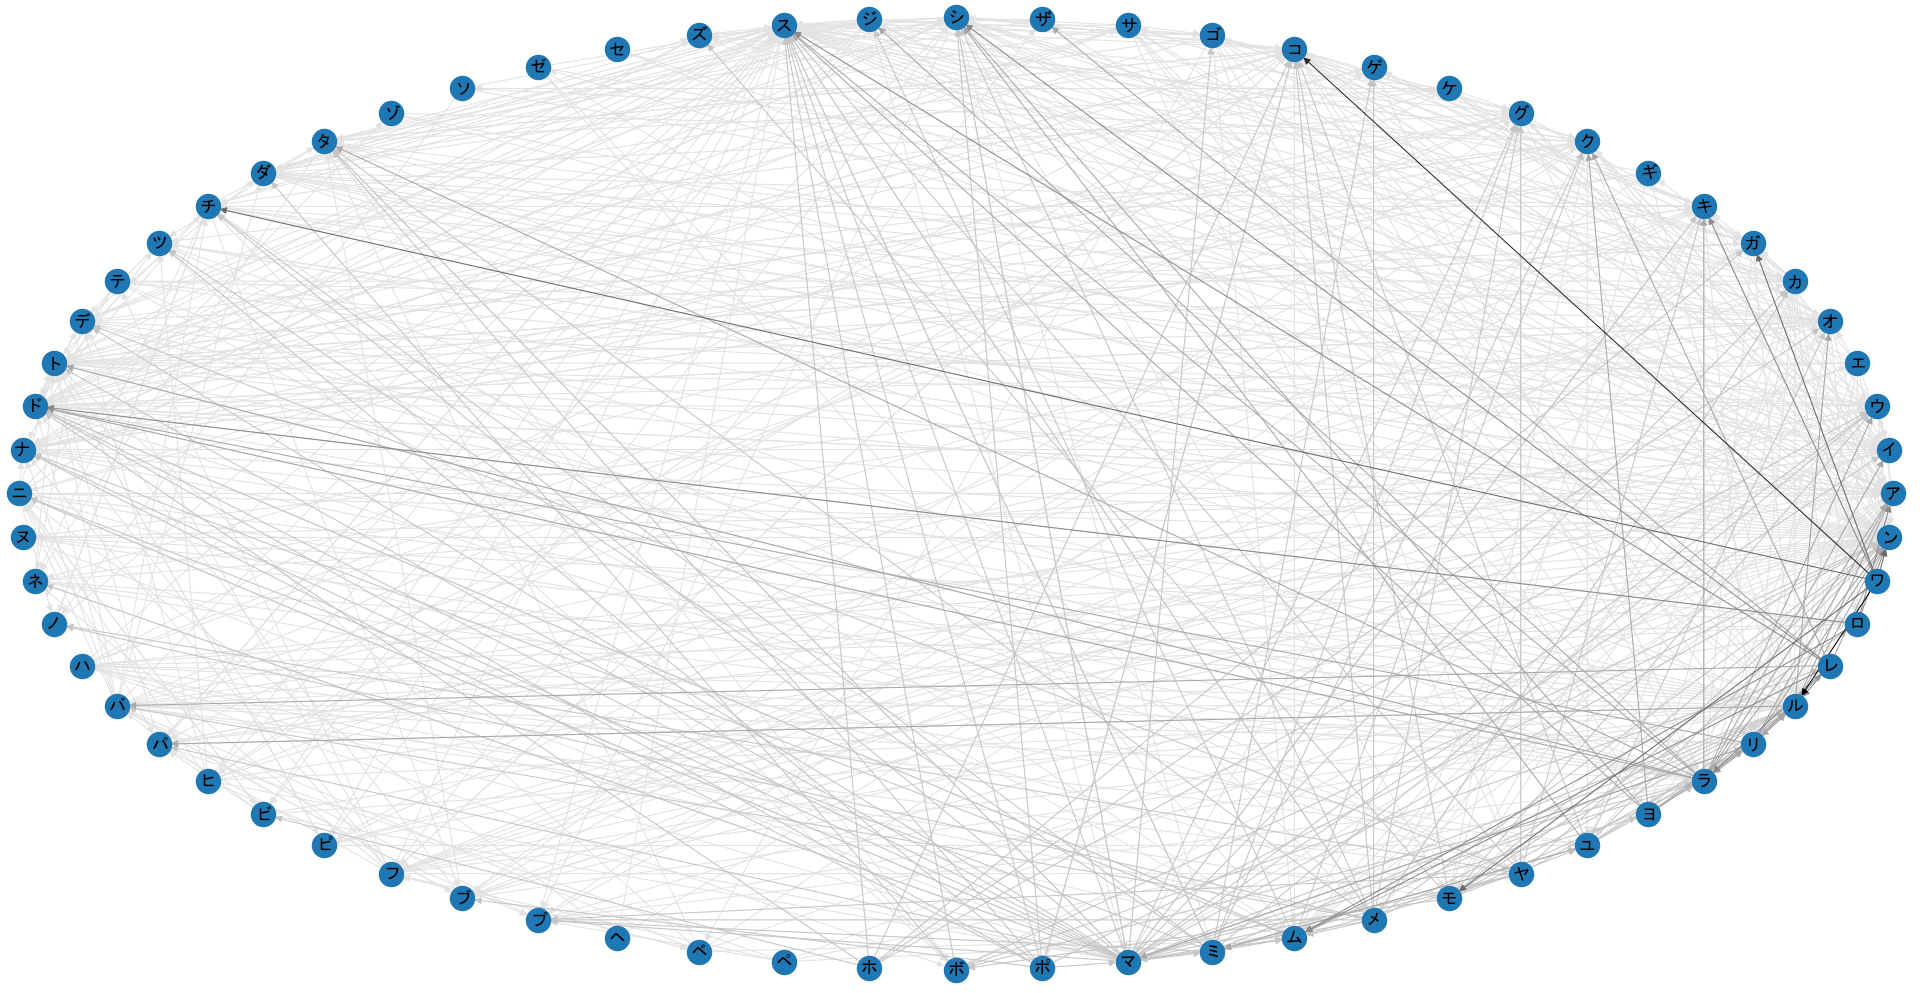 ア
イ
ウ
エ
オ
カ
ガ
キ
ギ
ク
グ
ケ
ゲ
コ
ゴ
サ
ザ
シ
ジ
ス
ズ
セ
ゼ
ソ
ゾ
タ
ダ
チ
ツ
テ
デ
ト
ド
ナ
ニ
ヌ
ネ
ノ
ハ
バ
パ
ヒ
ビ
ピ
フ
ブ
プ
ヘ
ベ
ペ
ホ
ボ
ポ
マ
ミ
ム
メ
モ
ヤ
ユ
ヨ
ラ
リ
ル
レ
ロ
ワ
ン